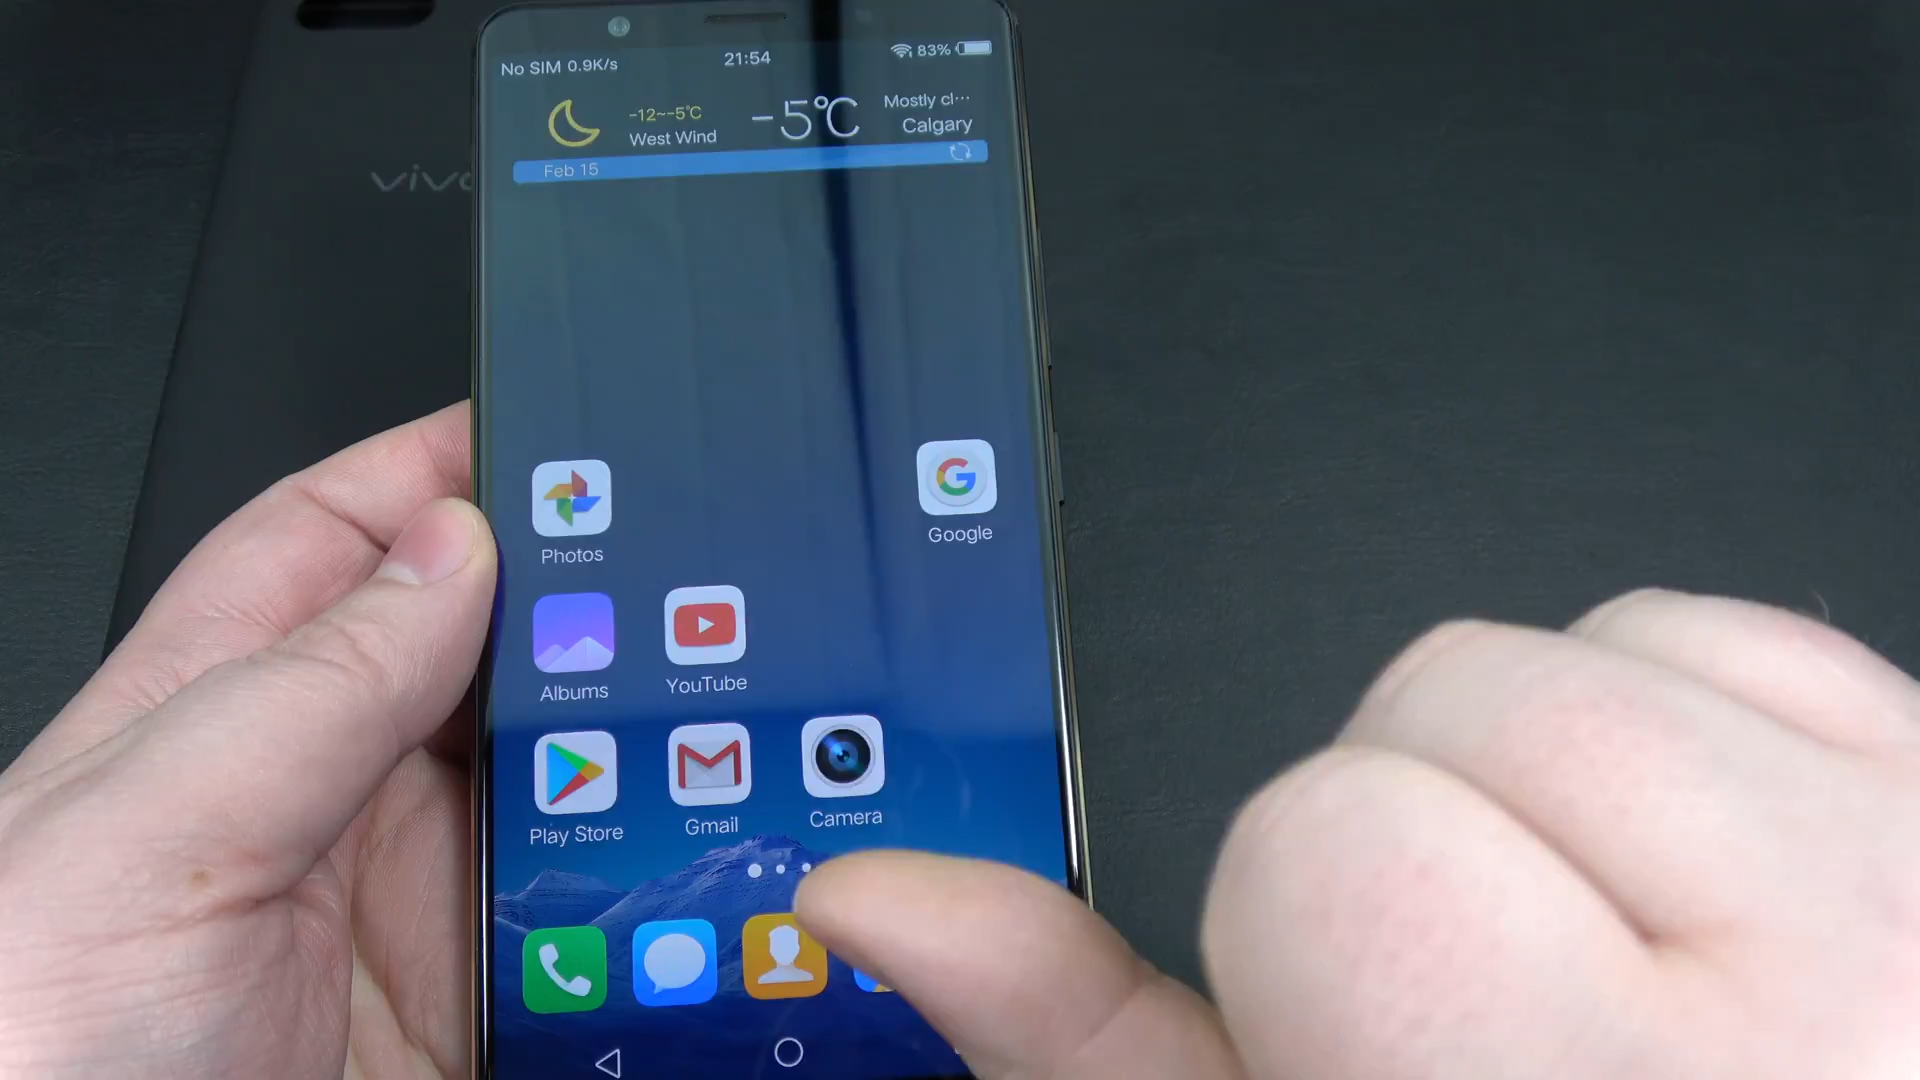 vivo
No SIM 0.9K/s
21:54
83%
-12~-5℃
West Wind
-5℃
Mostly cl…
Calgary
Feb 15
Photos
Google
Albums
YouTube
Play Store
Gmail
Camera